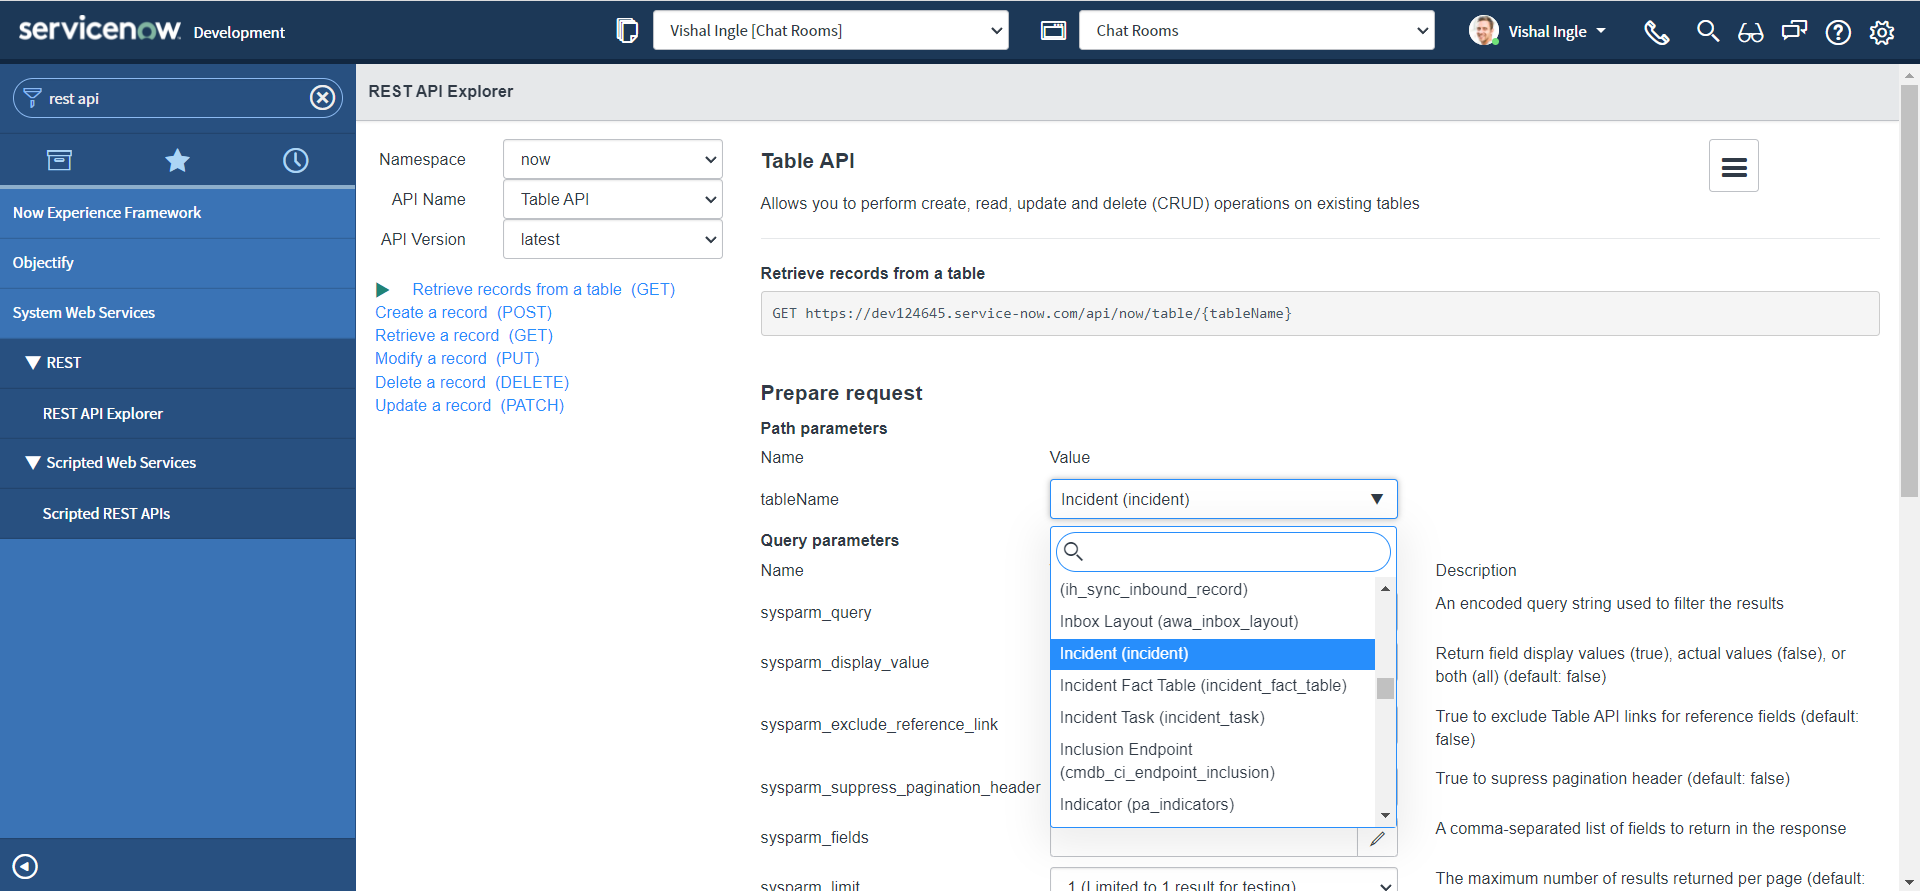 servicenow. Development
Vishal Ingle [Chat Rooms]
Chat Rooms
Vishal Ingle
rest api
Now Experience Framework
Objectify
System Web Services
▼ REST
REST API Explorer
▼ Scripted Web Services
Scripted REST APIs
REST API Explorer
Namespace now
API Name Table API
API Version latest
Retrieve records from a table (GET)
Create a record (POST)
Retrieve a record (GET)
Modify a record (PUT)
Delete a record (DELETE)
Update a record (PATCH)
Table API
Allows you to perform create, read, update and delete (CRUD) operations on existing tables
Retrieve records from a table
GET https://dev124645.service-now.com/api/now/table/{tableName}
Prepare request
Path parameters
Name Value
tableName Incident (incident)
Query parameters
Name Description
(ih_sync_inbound_record)
Inbox Layout (awa_inbox_layout)
Incident (incident)
Incident Fact Table (incident_fact_table)
Incident Task (incident_task)
Inclusion Endpoint
(cmdb_ci_endpoint_inclusion)
Indicator (pa_indicators)
sysparm_query An encoded query string used to filter the results
sysparm_display_value Return field display values (true), actual values (false), or
both (all) (default: false)
sysparm_exclude_reference_link True to exclude Table API links for reference fields (default:
false)
sysparm_suppress_pagination_header True to supress pagination header (default: false)
sysparm_fields A comma-separated list of fields to return in the response
sysparm_limit 1 (Limited to 1 result for testing) The maximum number of results returned per page (default: